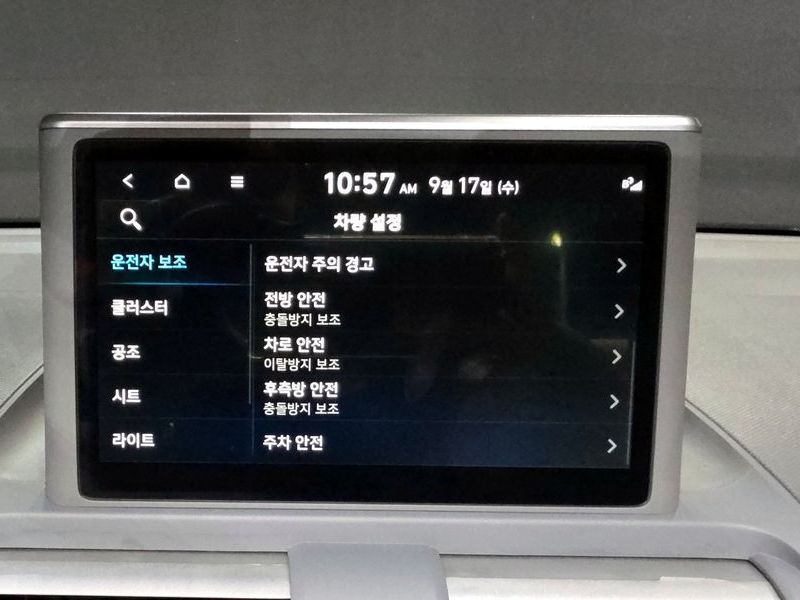 10:57 AM 9월 17일 (수)
차량 설정
운전자 보조
클러스터
공조
시트
라이트
운전자 주의 경고
전방 안전
충돌방지 보조
차로 안전
이탈방지 보조
후측방 안전
충돌방지 보조
주차 안전